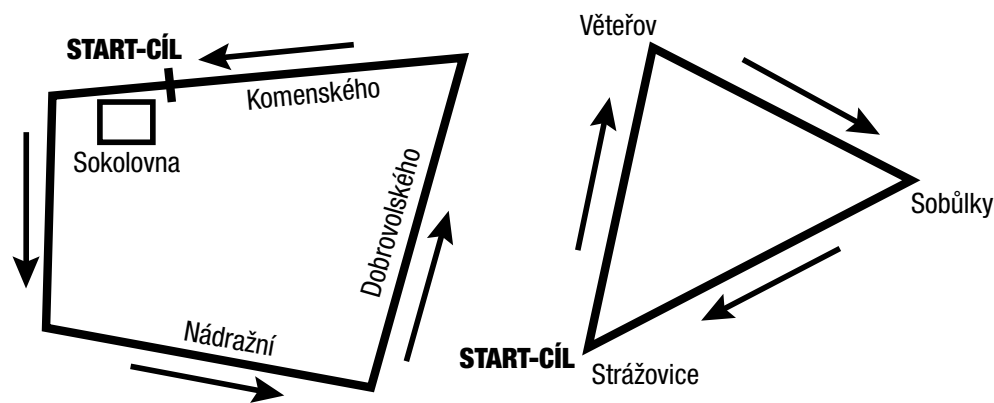 START-CÍL
Komenského
Sokolovna
Dobrovolského
Nádražní
Věteřov
Sobůlky
START-CÍL
Strážovice